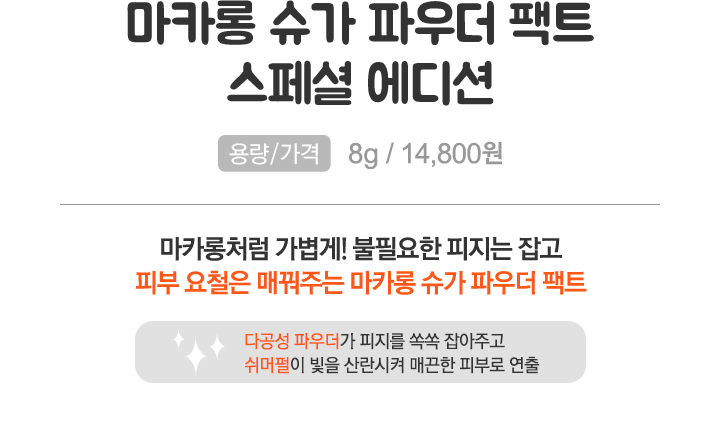 마카롱 슈가 파우더 팩트
스페셜 에디션
용량/가격 8g / 14,800원
마카롱처럼 가볍게! 불필요한 피지는 잡고
피부 요철은 매꿔주는 마카롱 슈가 파우더 팩트
다공성 파우더가 피지를 쏙쏙 잡아주고
쉬머펄이 빛을 산란시켜 매끈한 피부로 연출